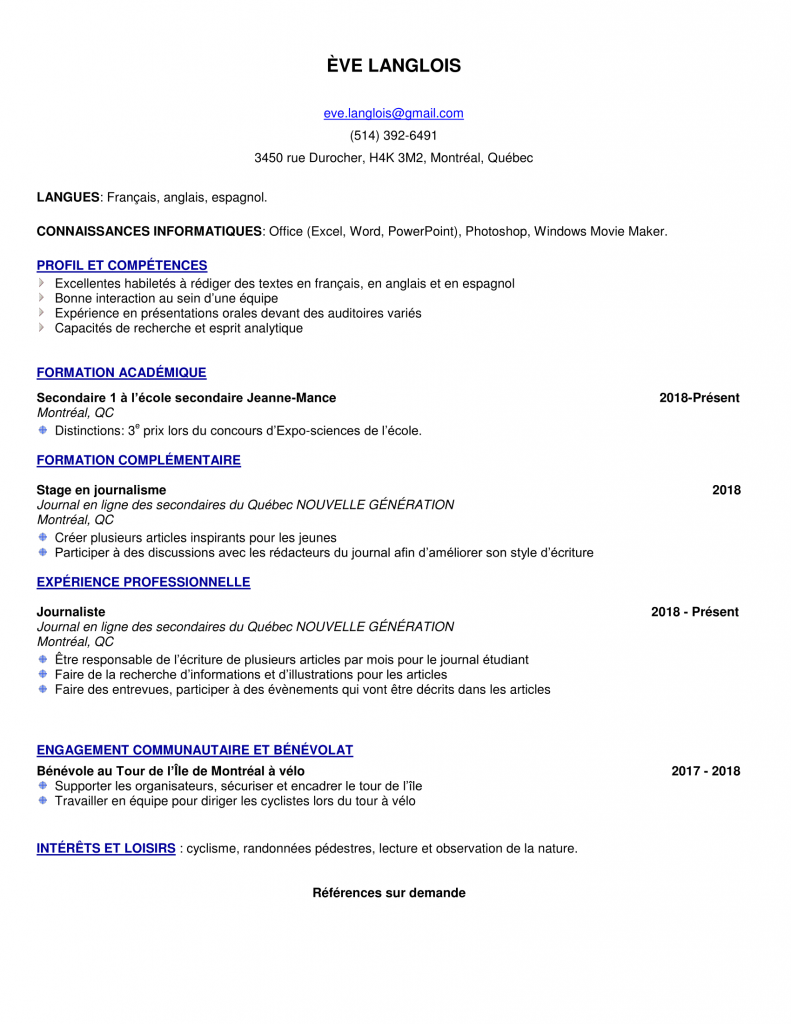 ÈVE LANGLOIS
eve.langlois@gmail.com
(514) 392-6491
3450 rue Durocher, H4K 3M2, Montréal, Québec
LANGUES: Français, anglais, espagnol.
CONNAISSANCES INFORMATIQUES: Office (Excel, Word, PowerPoint), Photoshop, Windows Movie Maker.
PROFIL ET COMPÉTENCES
Excellentes habiletés à rédiger des textes en français, en anglais et en espagnol
Bonne interaction au sein d’une équipe
Expérience en présentations orales devant des auditoires variés
Capacités de recherche et esprit analytique
FORMATION ACADÉMIQUE
Secondaire 1 à l’école secondaire Jeanne-Mance 2018-Présent
Montréal, QC
Distinctions: 3e prix lors du concours d’Expo-sciences de l’école.
FORMATION COMPLÉMENTAIRE
Stage en journalisme 2018
Journal en ligne des secondaires du Québec NOUVELLE GÉNÉRATION
Montréal, QC
Créer plusieurs articles inspirants pour les jeunes
Participer à des discussions avec les rédacteurs du journal afin d’améliorer son style d’écriture
EXPÉRIENCE PROFESSIONNELLE
Journaliste 2018 - Présent
Journal en ligne des secondaires du Québec NOUVELLE GÉNÉRATION
Montréal, QC
Être responsable de l’écriture de plusieurs articles par mois pour le journal étudiant
Faire de la recherche d’informations et d’illustrations pour les articles
Faire des entrevues, participer à des évènements qui vont être décrits dans les articles
ENGAGEMENT COMMUNAUTAIRE ET BÉNÉVOLAT
Bénévole au Tour de l’Île de Montréal à vélo 2017 - 2018
Supporter les organisateurs, sécuriser et encadrer le tour de l’île
Travailler en équipe pour diriger les cyclistes lors du tour à vélo
INTÉRÊTS ET LOISIRS : cyclisme, randonnées pédestres, lecture et observation de la nature.
Références sur demande